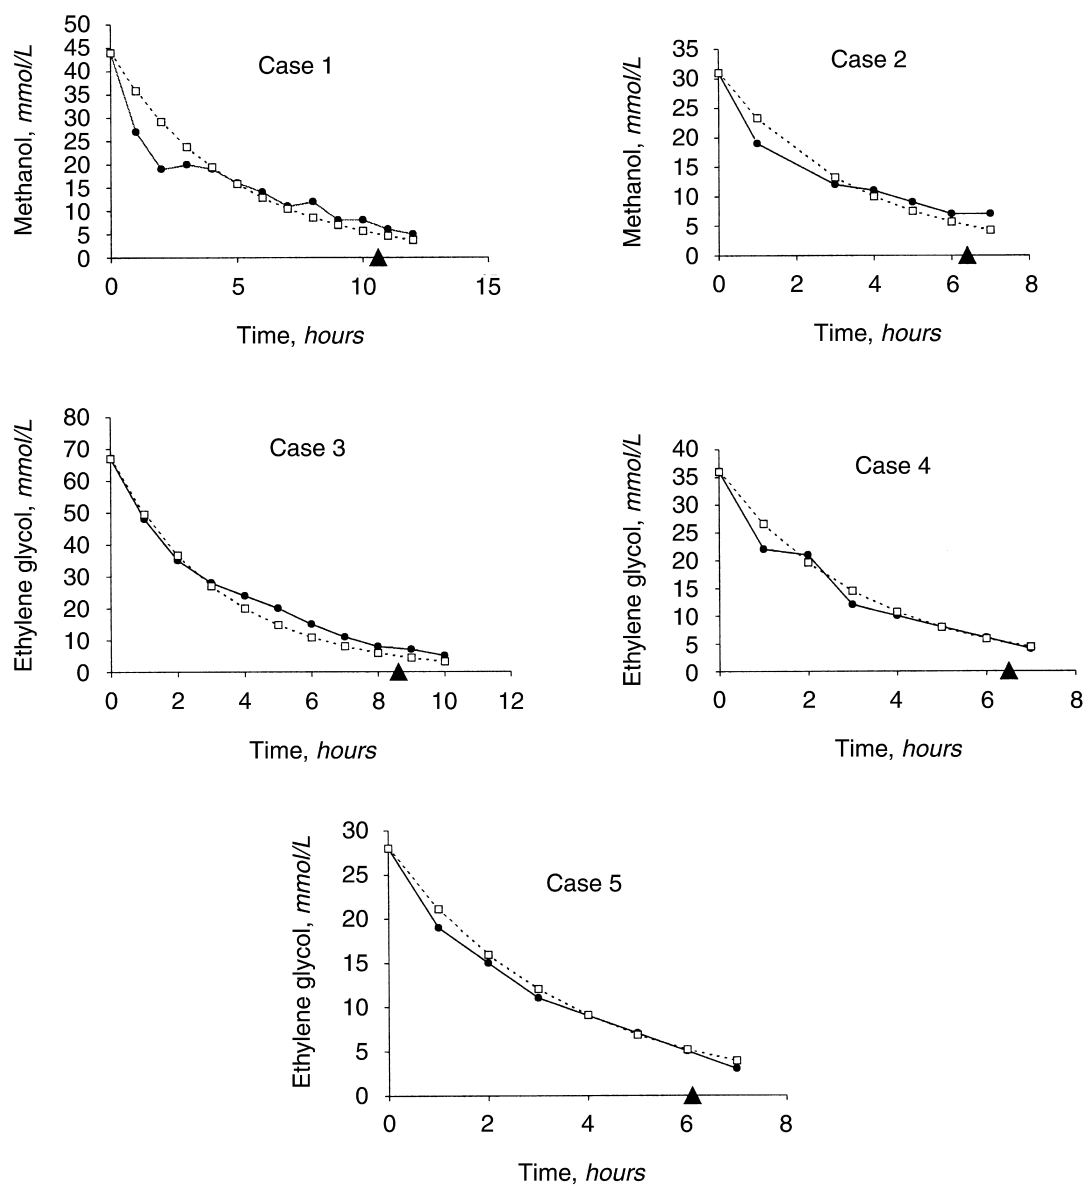 Case 1
Methanol, mmol/L
50
45
40
35
30
25
20
15
10
5
0
0 5 10 15
Time, hours
Case 2
Methanol, mmol/L
35
30
25
20
15
10
5
0
0 2 4 6 8
Time, hours
Case 3
Ethylene glycol, mmol/L
80
70
60
50
40
30
20
10
0
0 2 4 6 8 10 12
Time, hours
Case 4
Ethylene glycol, mmol/L
40
35
30
25
20
15
10
5
0
0 2 4 6 8
Time, hours
Case 5
Ethylene glycol, mmol/L
30
25
20
15
10
5
0
0 2 4 6 8
Time, hours